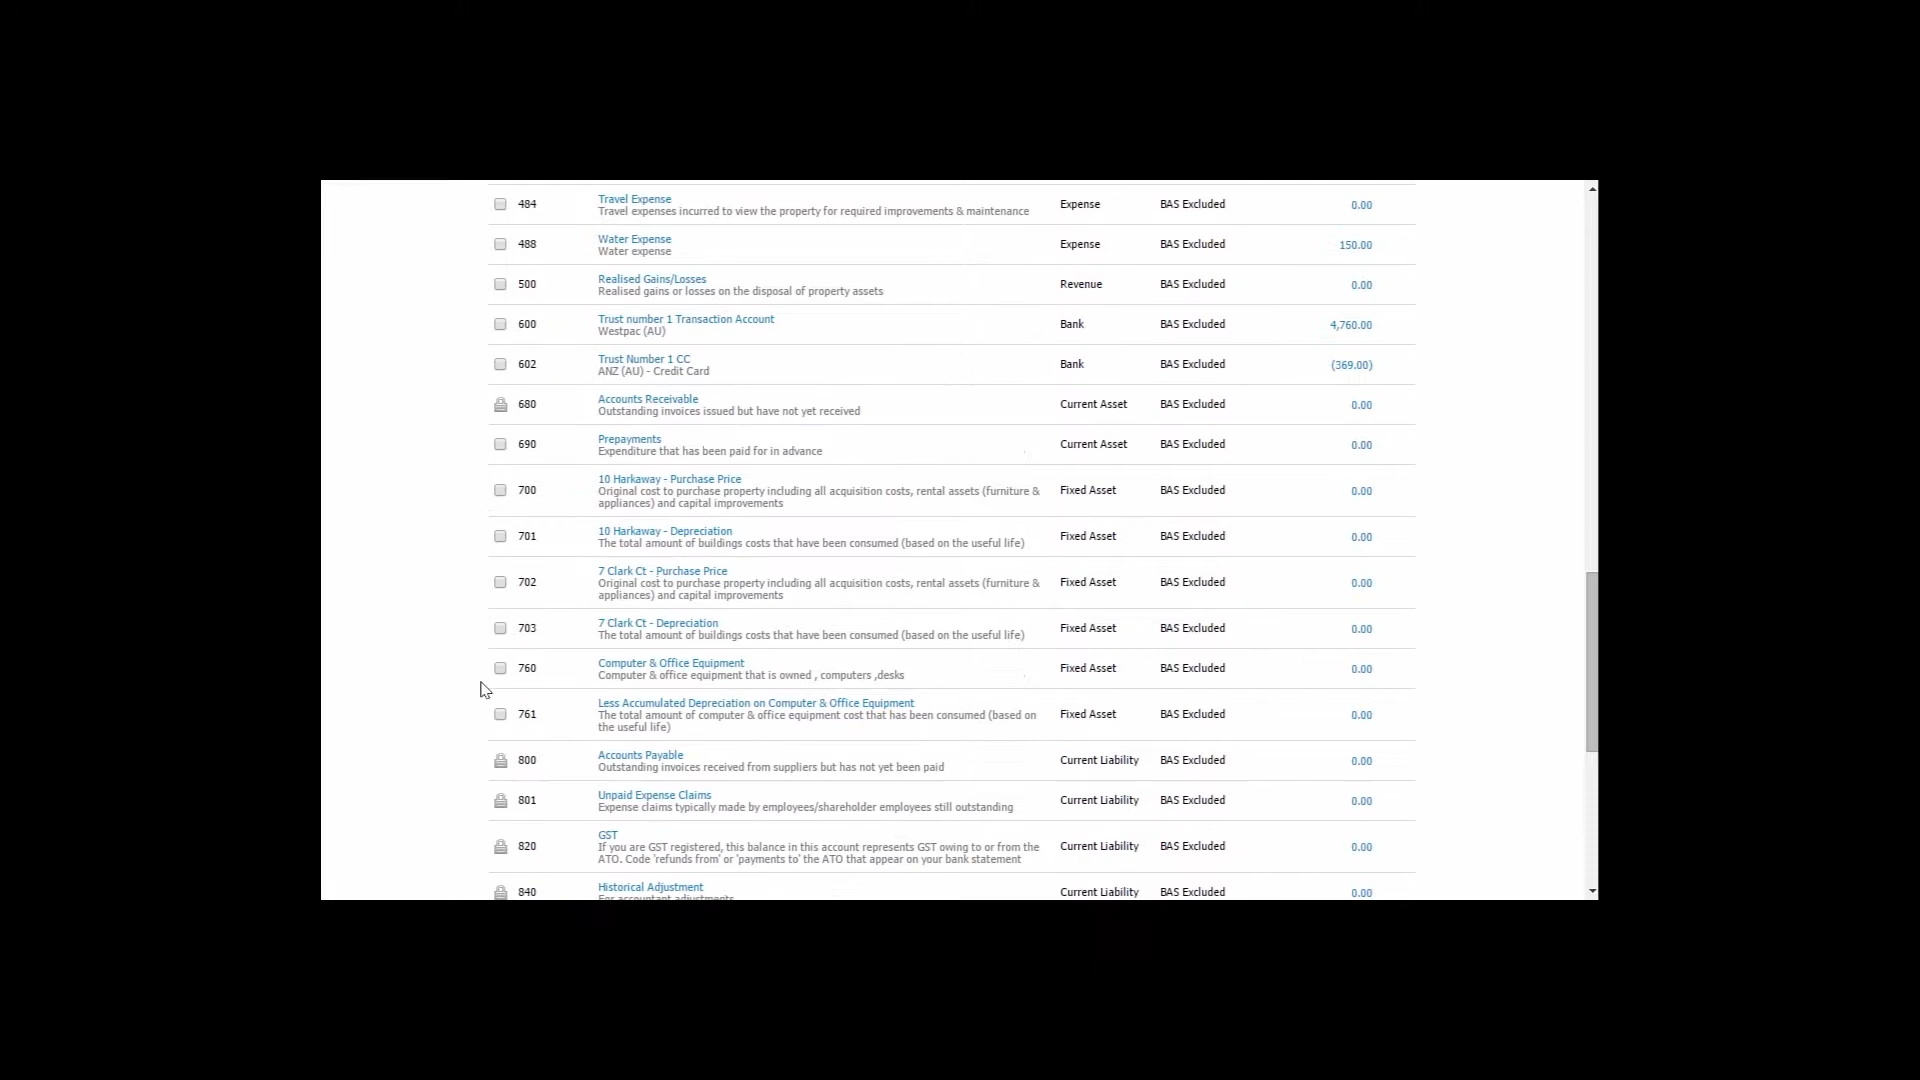 484 Travel Expense Expense BAS Excluded 0.00
Travel expenses incurred to view the property for required improvements & maintenance
488 Water Expense Expense BAS Excluded 150.00
Water expense
500 Realised Gains/Losses Revenue BAS Excluded 0.00
Realised gains or losses on the disposal of property assets
600 Trust number 1 Transaction Account Bank BAS Excluded 4,760.00
Westpac (AU)
602 Trust Number 1 CC Bank BAS Excluded (369.00)
ANZ (AU) - Credit Card
680 Accounts Receivable Current Asset BAS Excluded 0.00
Outstanding invoices issued but have not yet received
690 Prepayments Current Asset BAS Excluded 0.00
Expenditure that has been paid for in advance
700 10 Harkaway - Purchase Price Fixed Asset BAS Excluded 0.00
Original cost to purchase property including all acquisition costs, rental assets (furniture &
appliances) and capital improvements
701 10 Harkaway - Depreciation Fixed Asset BAS Excluded 0.00
The total amount of buildings costs that have been consumed (based on the useful life)
702 7 Clark Ct - Purchase Price Fixed Asset BAS Excluded 0.00
Original cost to purchase property including all acquisition costs, rental assets (furniture &
appliances) and capital improvements
703 7 Clark Ct - Depreciation Fixed Asset BAS Excluded 0.00
The total amount of buildings costs that have been consumed (based on the useful life)
760 Computer & Office Equipment Fixed Asset BAS Excluded 0.00
Computer & office equipment that is owned , computers ,desks
761 Less Accumulated Depreciation on Computer & Office Equipment Fixed Asset BAS Excluded 0.00
The total amount of computer & office equipment cost that has been consumed (based on
the useful life)
800 Accounts Payable Current Liability BAS Excluded 0.00
Outstanding invoices received from suppliers but has not yet been paid
801 Unpaid Expense Claims Current Liability BAS Excluded 0.00
Expense claims typically made by employees/shareholder employees still outstanding
820 GST Current Liability BAS Excluded 0.00
If you are GST registered, this balance in this account represents GST owing to or from the
ATO. Code 'refunds from' or 'payments to' the ATO that appear on your bank statement
840 Historical Adjustment Current Liability BAS Excluded 0.00
For accountant adjustments